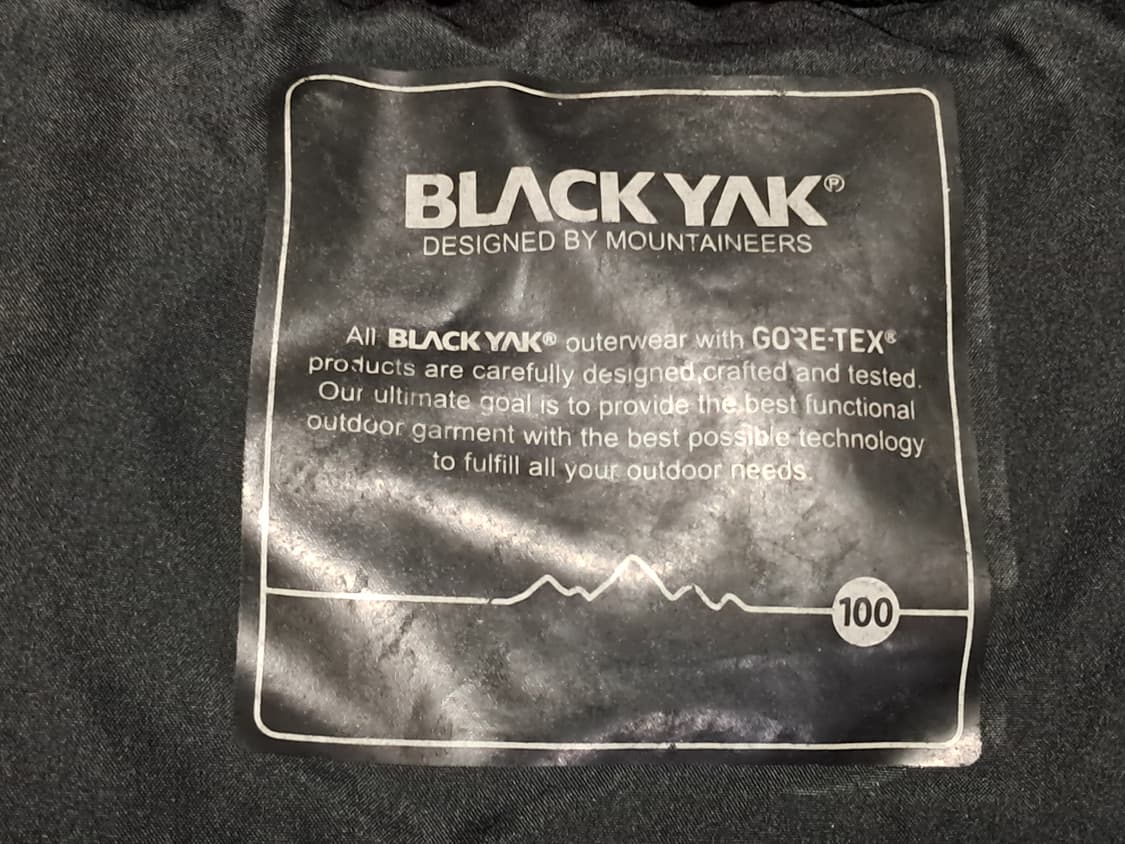 BLACKYAK®
DESIGNED BY MOUNTAINEERS
All BLACKYAK® outerwear with GORE-TEX®
products are carefully designed,crafted and tested.
Our ultimate goal is to provide the best functional
outdoor garment with the best possible technology
to fulfill all your outdoor needs.
100